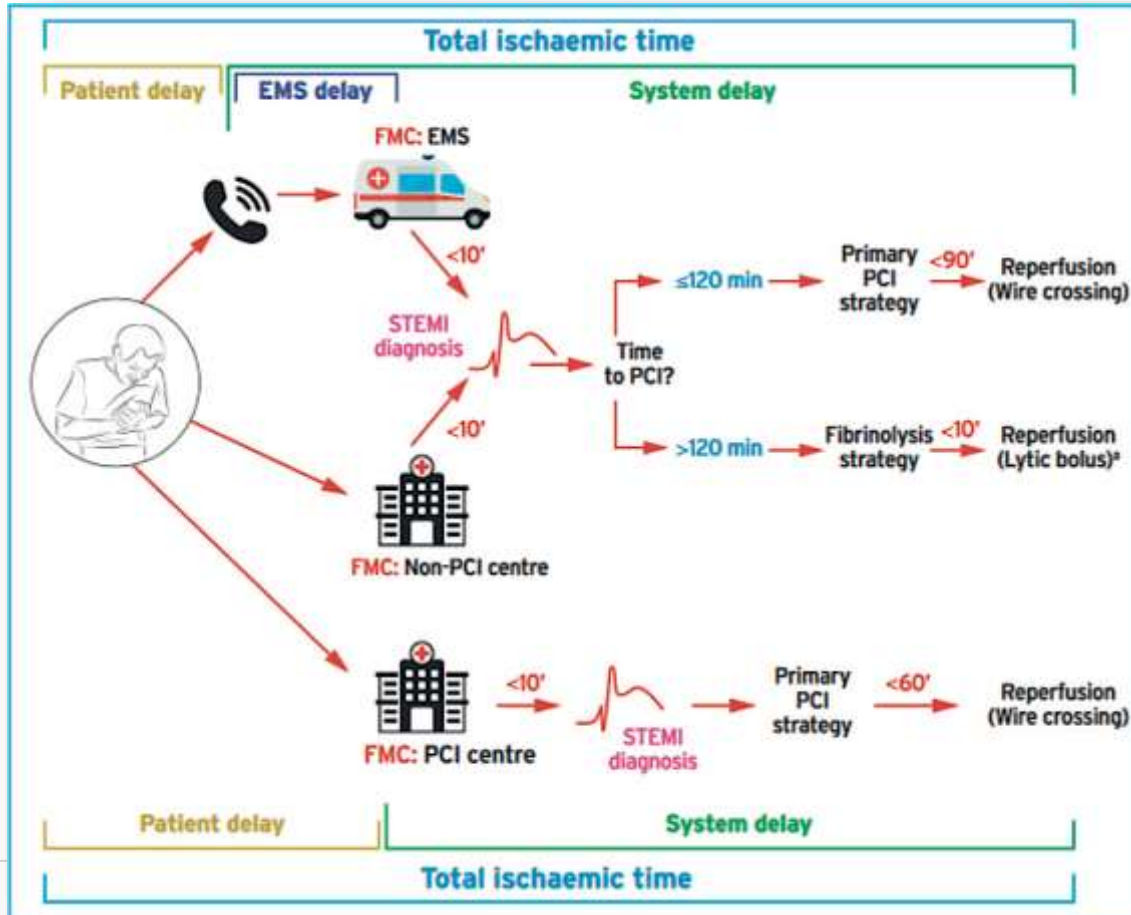 Total ischaemic time
Patient delay
EMS delay
System delay
FMC: EMS
<10'
STEMI
diagnosis
<10'
Time
to PCI?
≤120 min
Primary
PCI
strategy
<90'
Reperfusion
(Wire crossing)
>120 min
Fibrinolysis
strategy
<10'
Reperfusion
(Lytic bolus)ª
FMC: Non-PCI centre
FMC: PCI centre
<10'
STEMI
diagnosis
Primary
PCI
strategy
<60'
Reperfusion
(Wire crossing)
Patient delay
System delay
Total ischaemic time